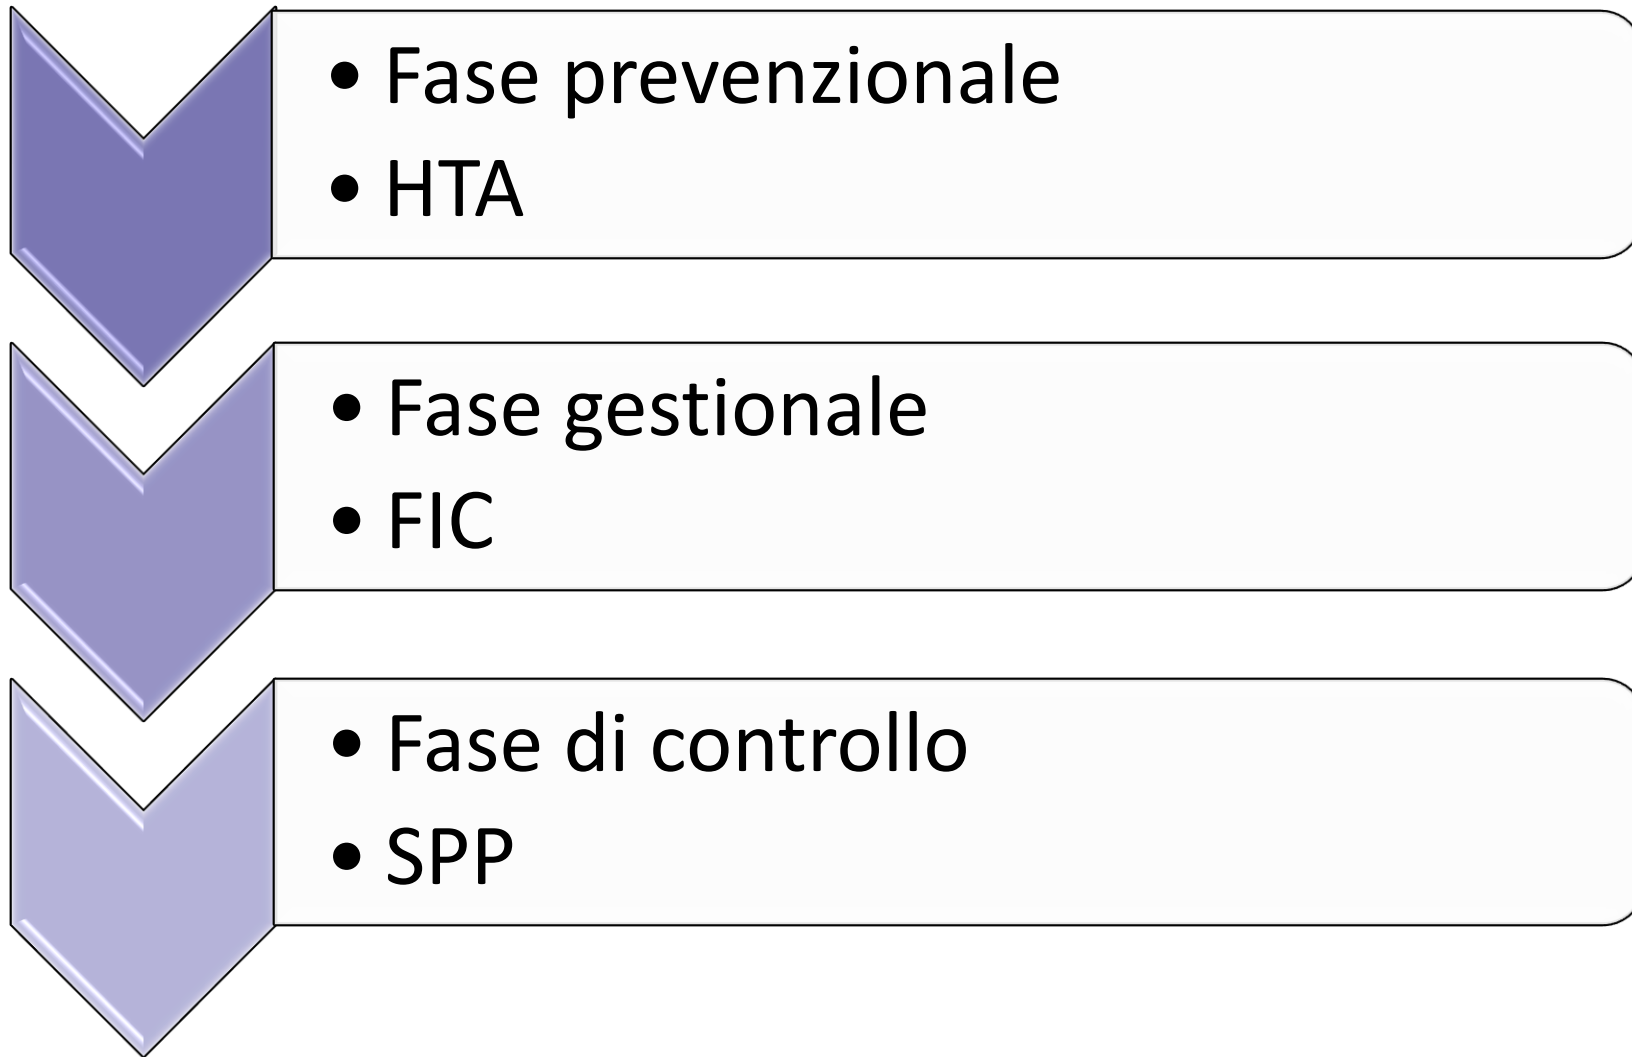 • Fase prevenzionale
• HTA
• Fase gestionale
• FIC
• Fase di controllo
• SPP